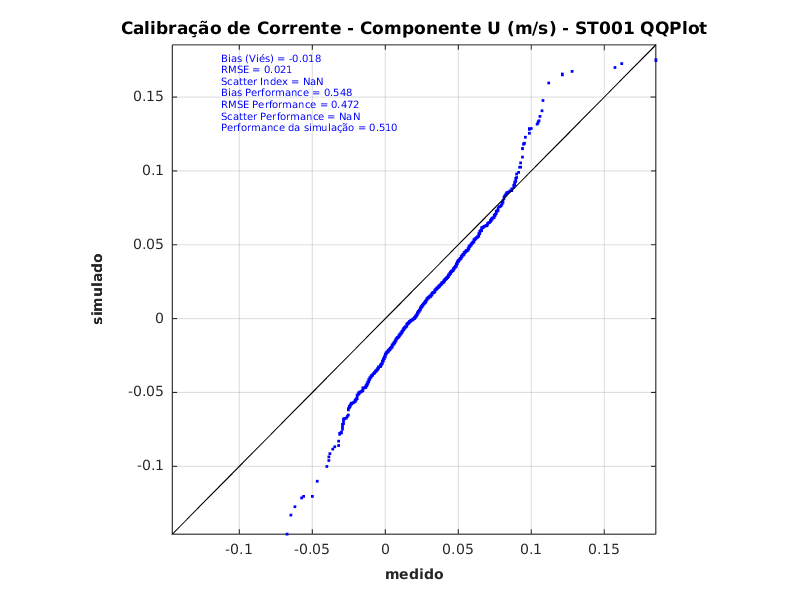 Calibração de Corrente - Componente U (m/s) - ST001 QQPlot
Bias (Viés) = -0.018
RMSE = 0.021
Scatter Index = NaN
Bias Performance = 0.548
RMSE Performance = 0.472
Scatter Performance = NaN
Performance da simulação = 0.510
0.15
0.1
0.05
0
-0.05
-0.1
simulado
-0.1
-0.05
0
0.05
0.1
0.15
medido